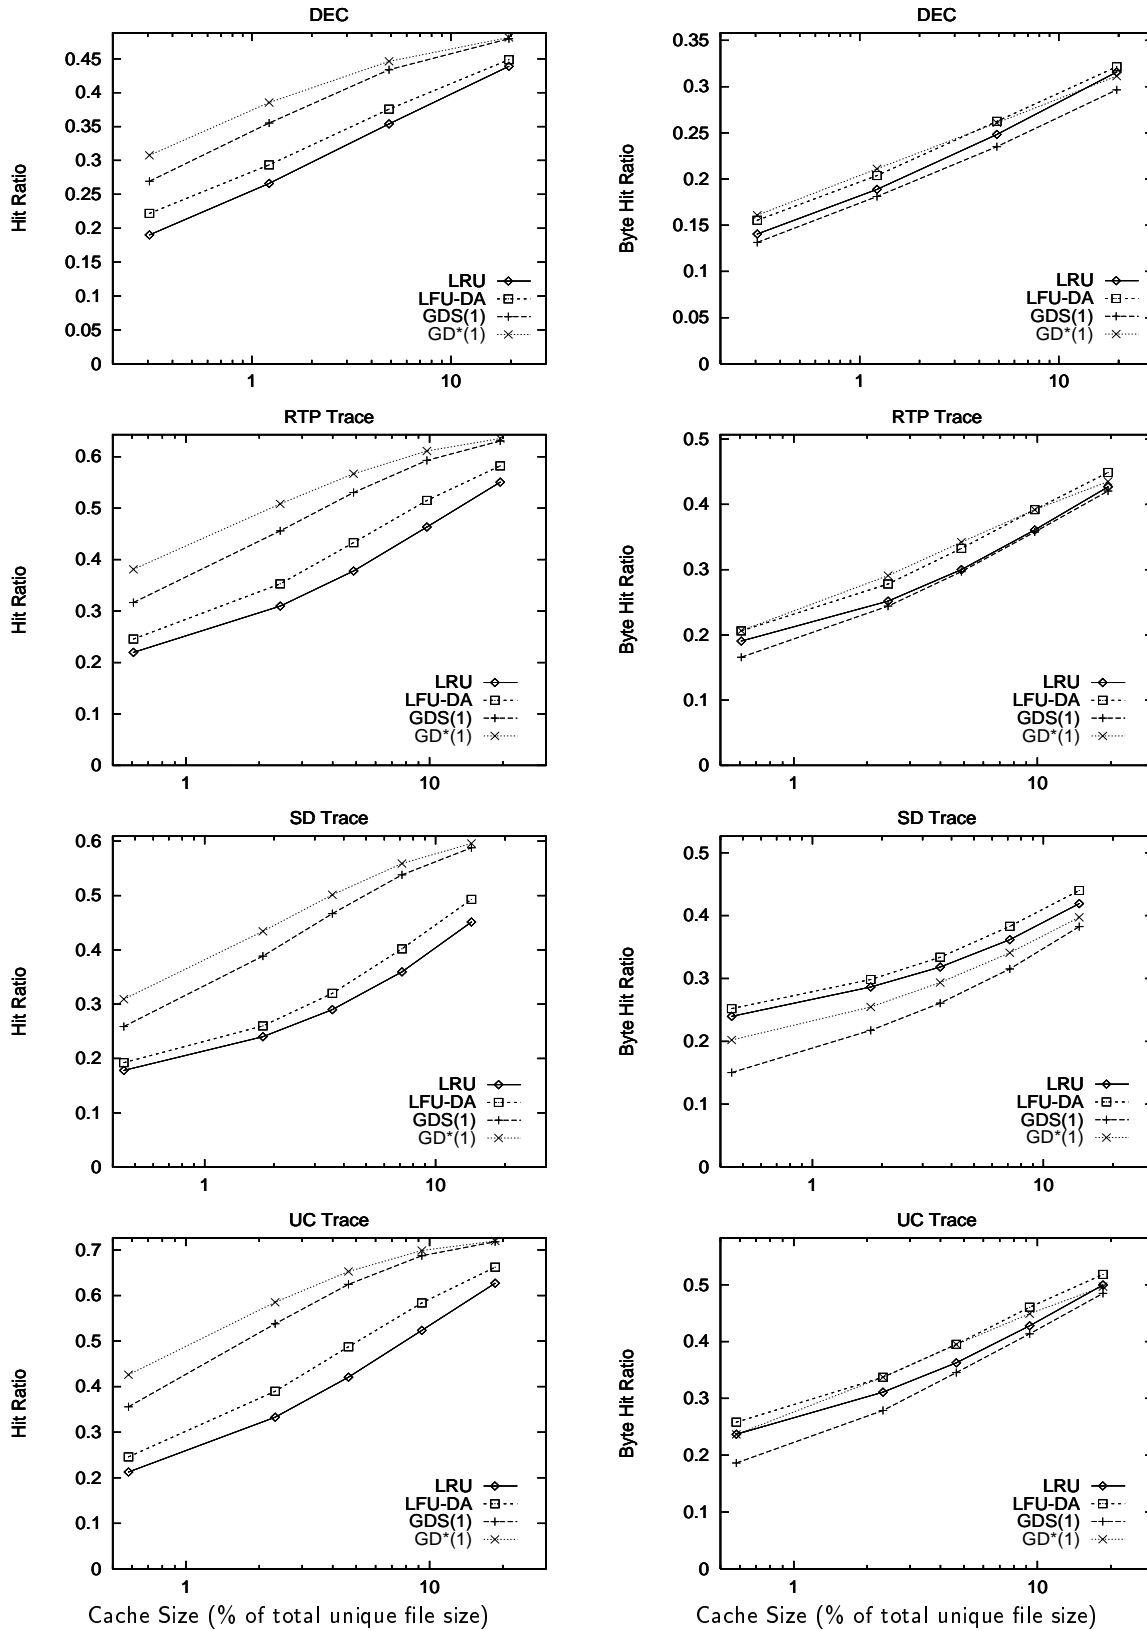 DEC
Hit Ratio
0.45
0.4
0.35
0.3
0.25
0.2
0.15
0.1
0.05
0
1
10
LRU
LFU-DA
GDS(1)
GD*(1)
DEC
Byte Hit Ratio
0.35
0.3
0.25
0.2
0.15
0.1
0.05
0
1
10
LRU
LFU-DA
GDS(1)
GD*(1)
RTP Trace
Hit Ratio
0.6
0.5
0.4
0.3
0.2
0.1
0
1
10
LRU
LFU-DA
GDS(1)
GD*(1)
RTP Trace
Byte Hit Ratio
0.5
0.4
0.3
0.2
0.1
0
1
10
LRU
LFU-DA
GDS(1)
GD*(1)
SD Trace
Hit Ratio
0.6
0.5
0.4
0.3
0.2
0.1
0
1
10
LRU
LFU-DA
GDS(1)
GD*(1)
SD Trace
Byte Hit Ratio
0.5
0.4
0.3
0.2
0.1
0
1
10
LRU
LFU-DA
GDS(1)
GD*(1)
UC Trace
Hit Ratio
0.7
0.6
0.5
0.4
0.3
0.2
0.1
0
1
10
LRU
LFU-DA
GDS(1)
GD*(1)
Cache Size (% of total unique file size)
UC Trace
Byte Hit Ratio
0.5
0.4
0.3
0.2
0.1
0
1
10
LRU
LFU-DA
GDS(1)
GD*(1)
Cache Size (% of total unique file size)